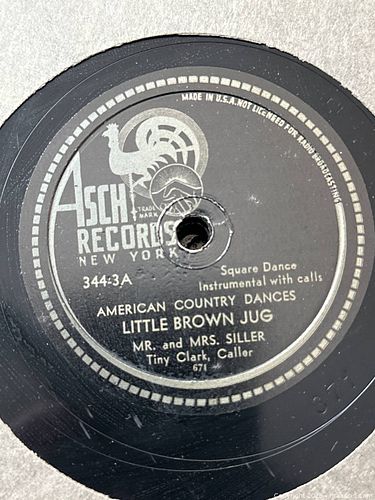 MADE IN U.S.A. NOT LICENSED FOR RADIO BROADCASTING
ASCH
TRADE
MARK
RECORDS
NEW YORK
344-3A
Square Dance
Instrumental with calls
AMERICAN COUNTRY DANCES
LITTLE BROWN JUG
MR. and MRS. SILLER
Tiny Clark, Caller
671